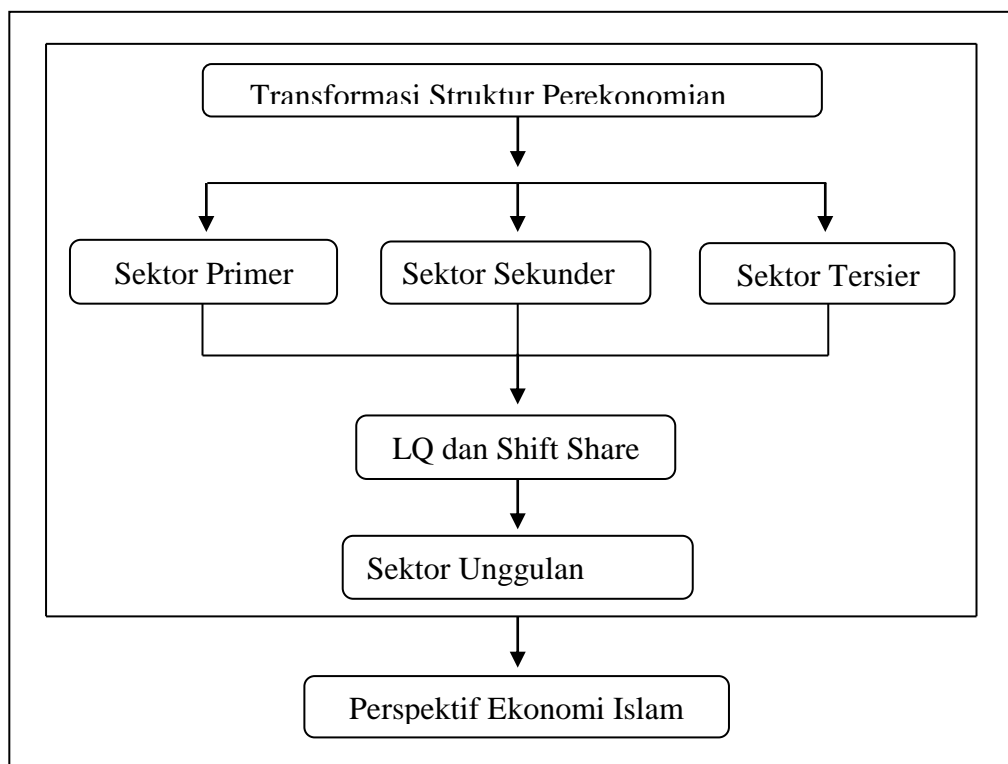 Transformasi Struktur Perekonomian
Sektor Primer
Sektor Sekunder
Sektor Tersier
LQ dan Shift Share
Sektor Unggulan
Perspektif Ekonomi Islam